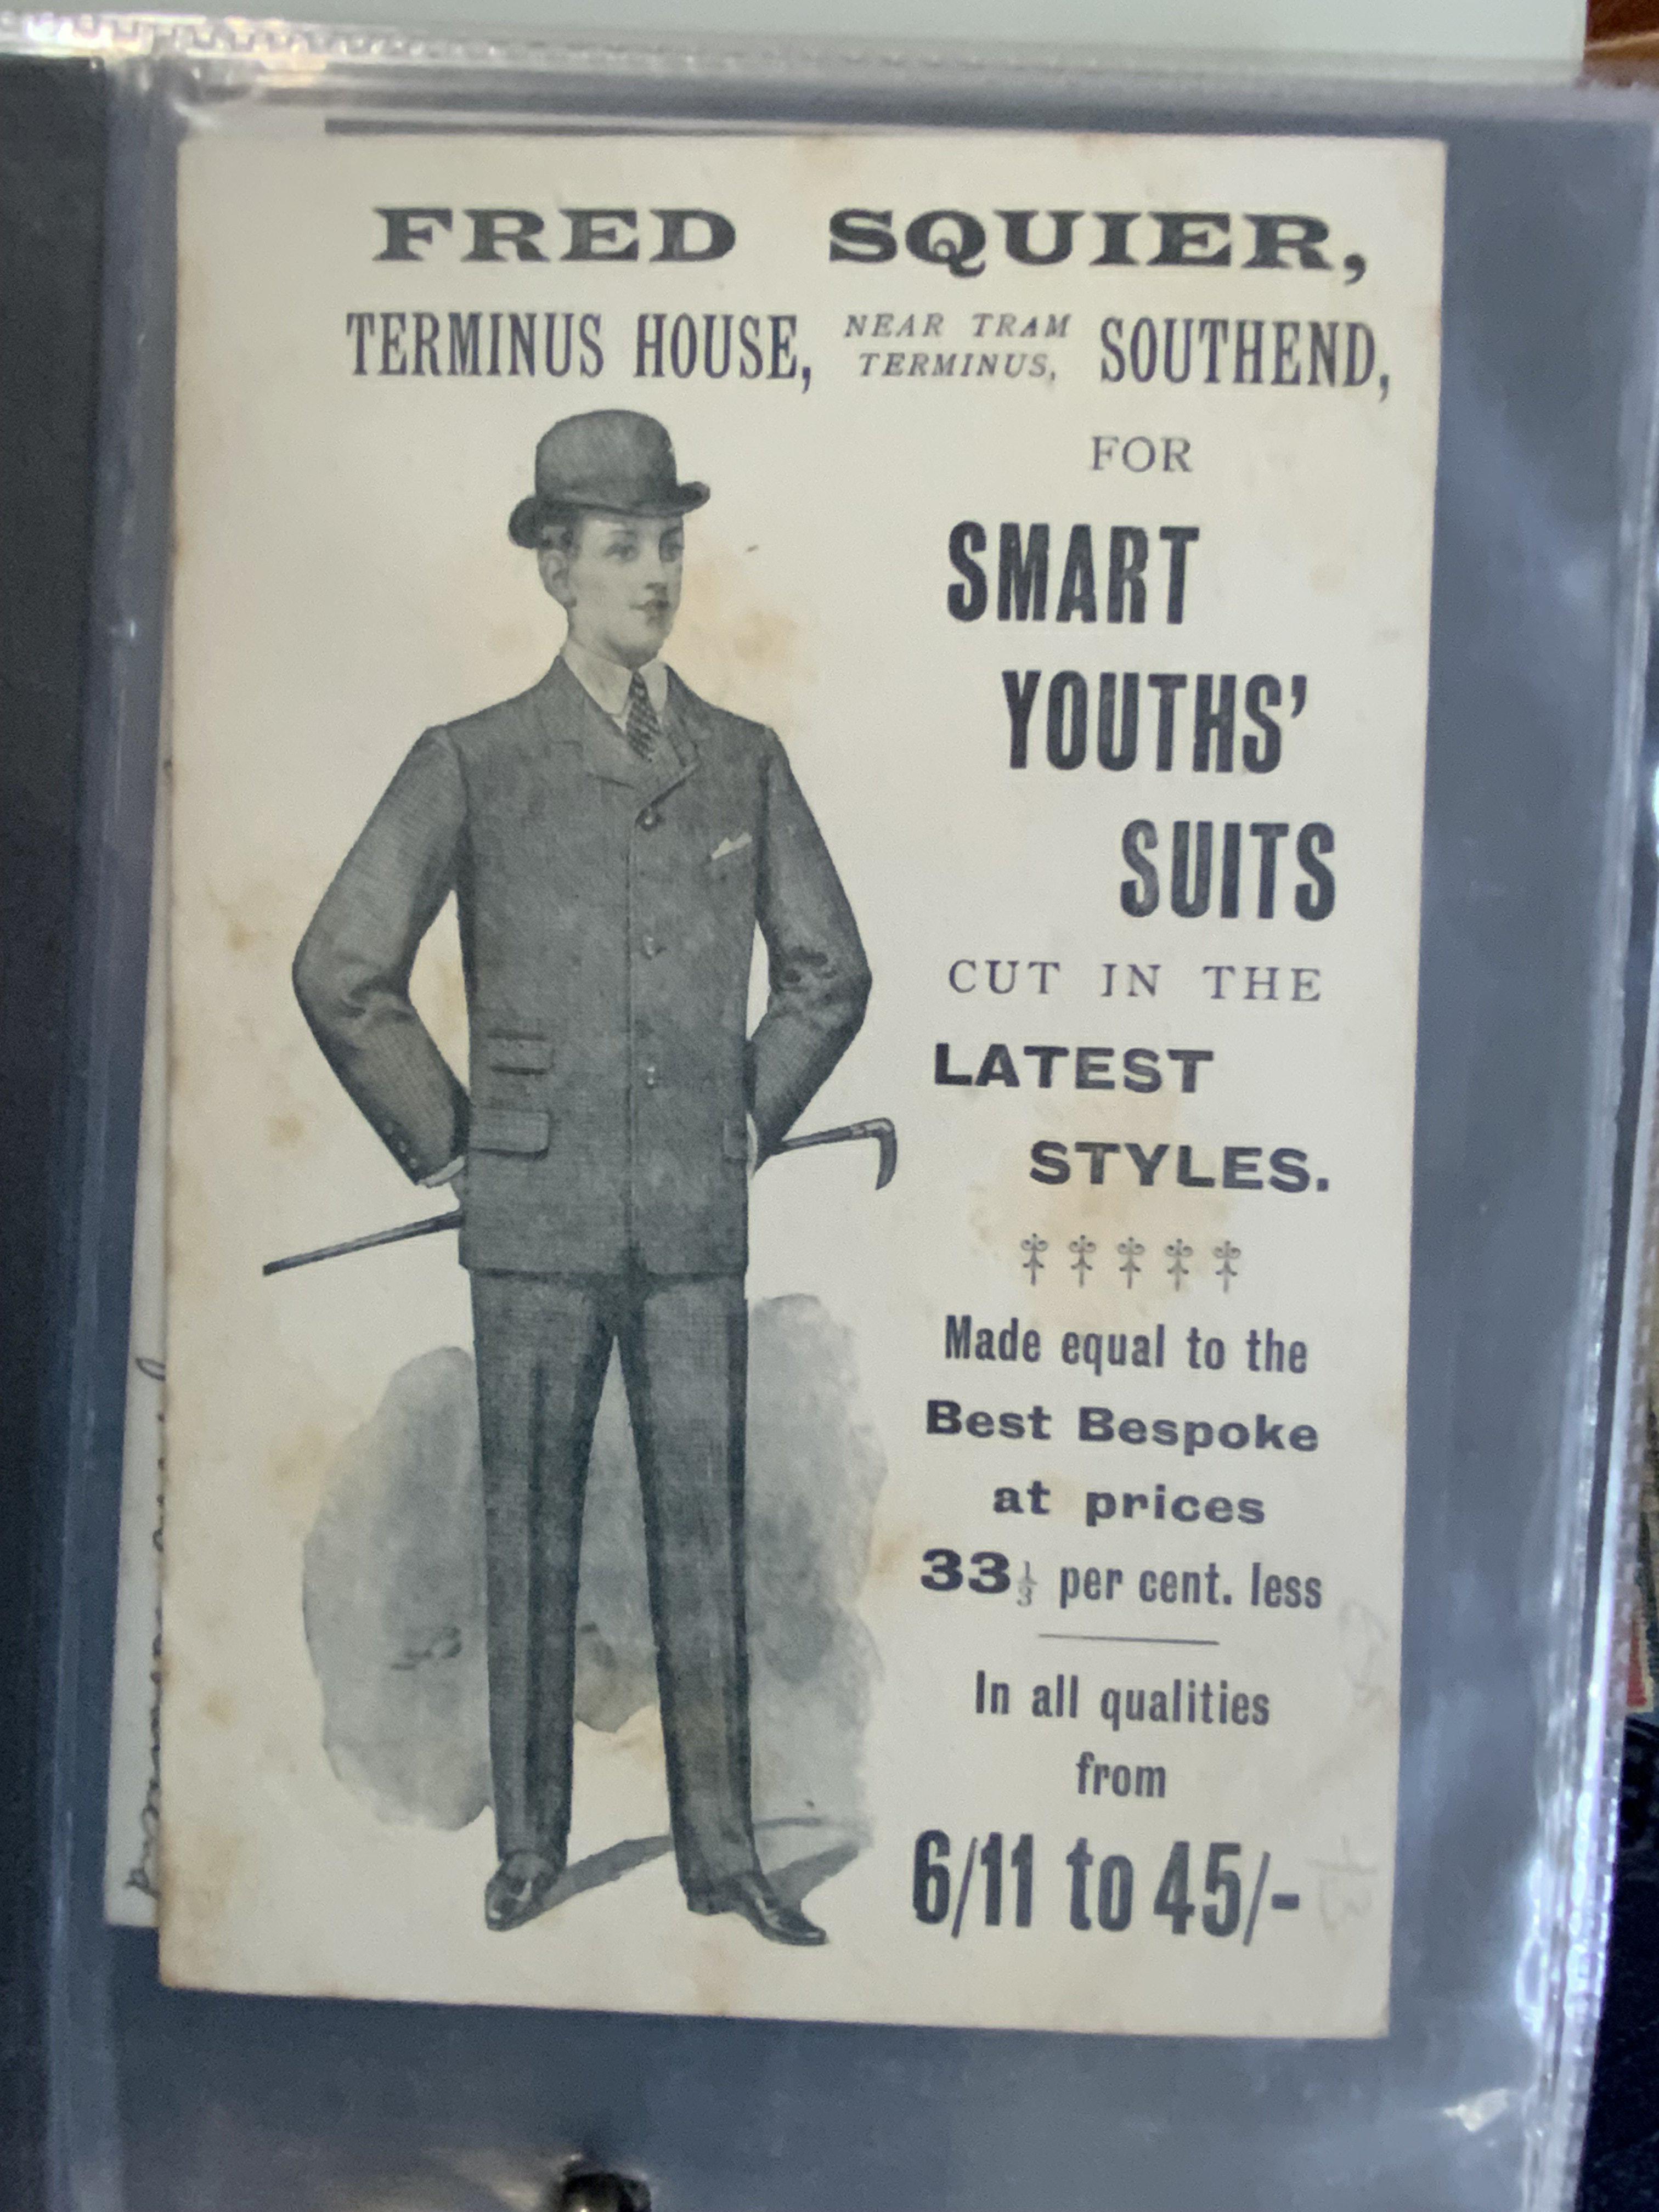 FRED SQUIER,
TERMINUS HOUSE, NEAR TRAM TERMINUS, SOUTHEND,
FOR
SMART
YOUTHS'
SUITS
CUT IN THE
LATEST
STYLES.
Made equal to the
Best Bespoke
at prices
33⅓ per cent. less
In all qualities
from
6/11 to 45/-